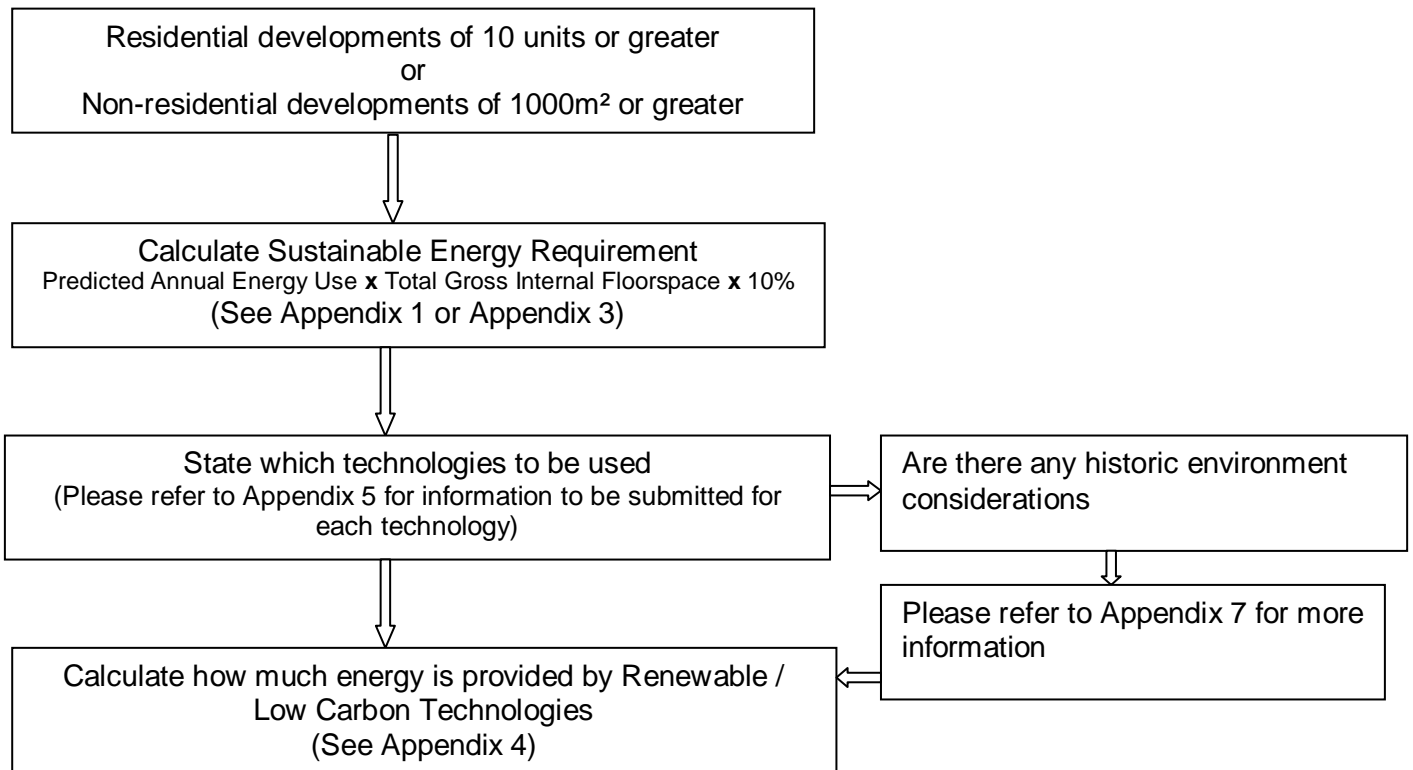 Residential developments of 10 units or greater
or
Non-residential developments of 1000m² or greater
Calculate Sustainable Energy Requirement
Predicted Annual Energy Use x Total Gross Internal Floorspace x 10%
(See Appendix 1 or Appendix 3)
State which technologies to be used
(Please refer to Appendix 5 for information to be submitted for
each technology)
Are there any historic environment
considerations
Please refer to Appendix 7 for more
information
Calculate how much energy is provided by Renewable /
Low Carbon Technologies
(See Appendix 4)